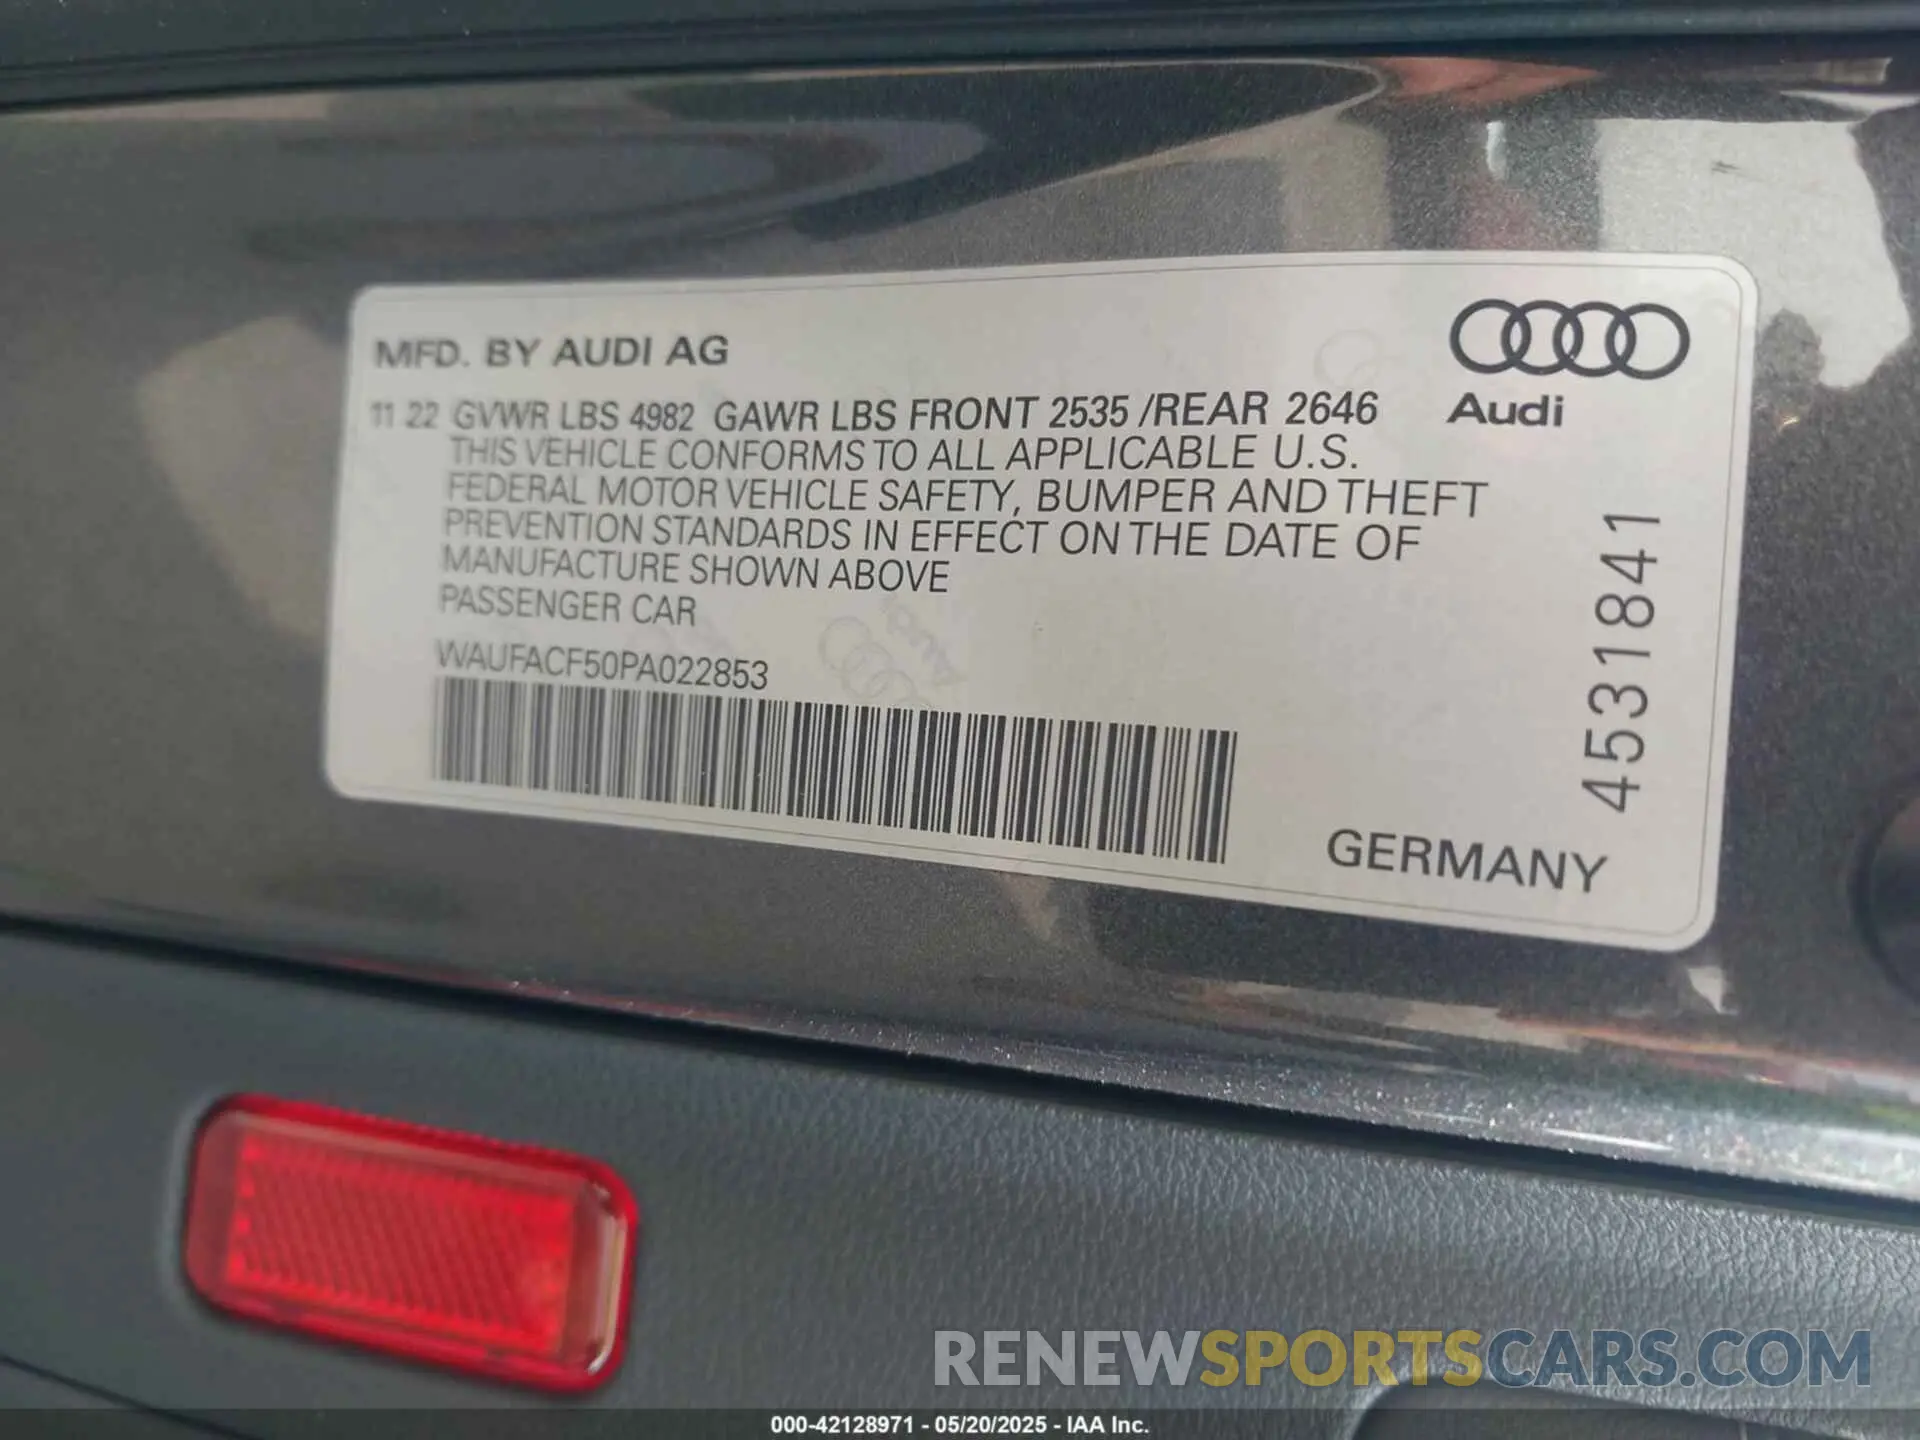 MFD. BY AUDI AG
Audi
11 22 GVWR LBS 4982 GAWR LBS FRONT 2535 /REAR 2646
THIS VEHICLE CONFORMS TO ALL APPLICABLE U.S.
FEDERAL MOTOR VEHICLE SAFETY, BUMPER AND THEFT
PREVENTION STANDARDS IN EFFECT ON THE DATE OF
MANUFACTURE SHOWN ABOVE
PASSENGER CAR
WAUFACF50PA022853
4531841
GERMANY
RENEWSPORTSCARS.COM
000-42128971 - 05/20/2025 - IAA Inc.